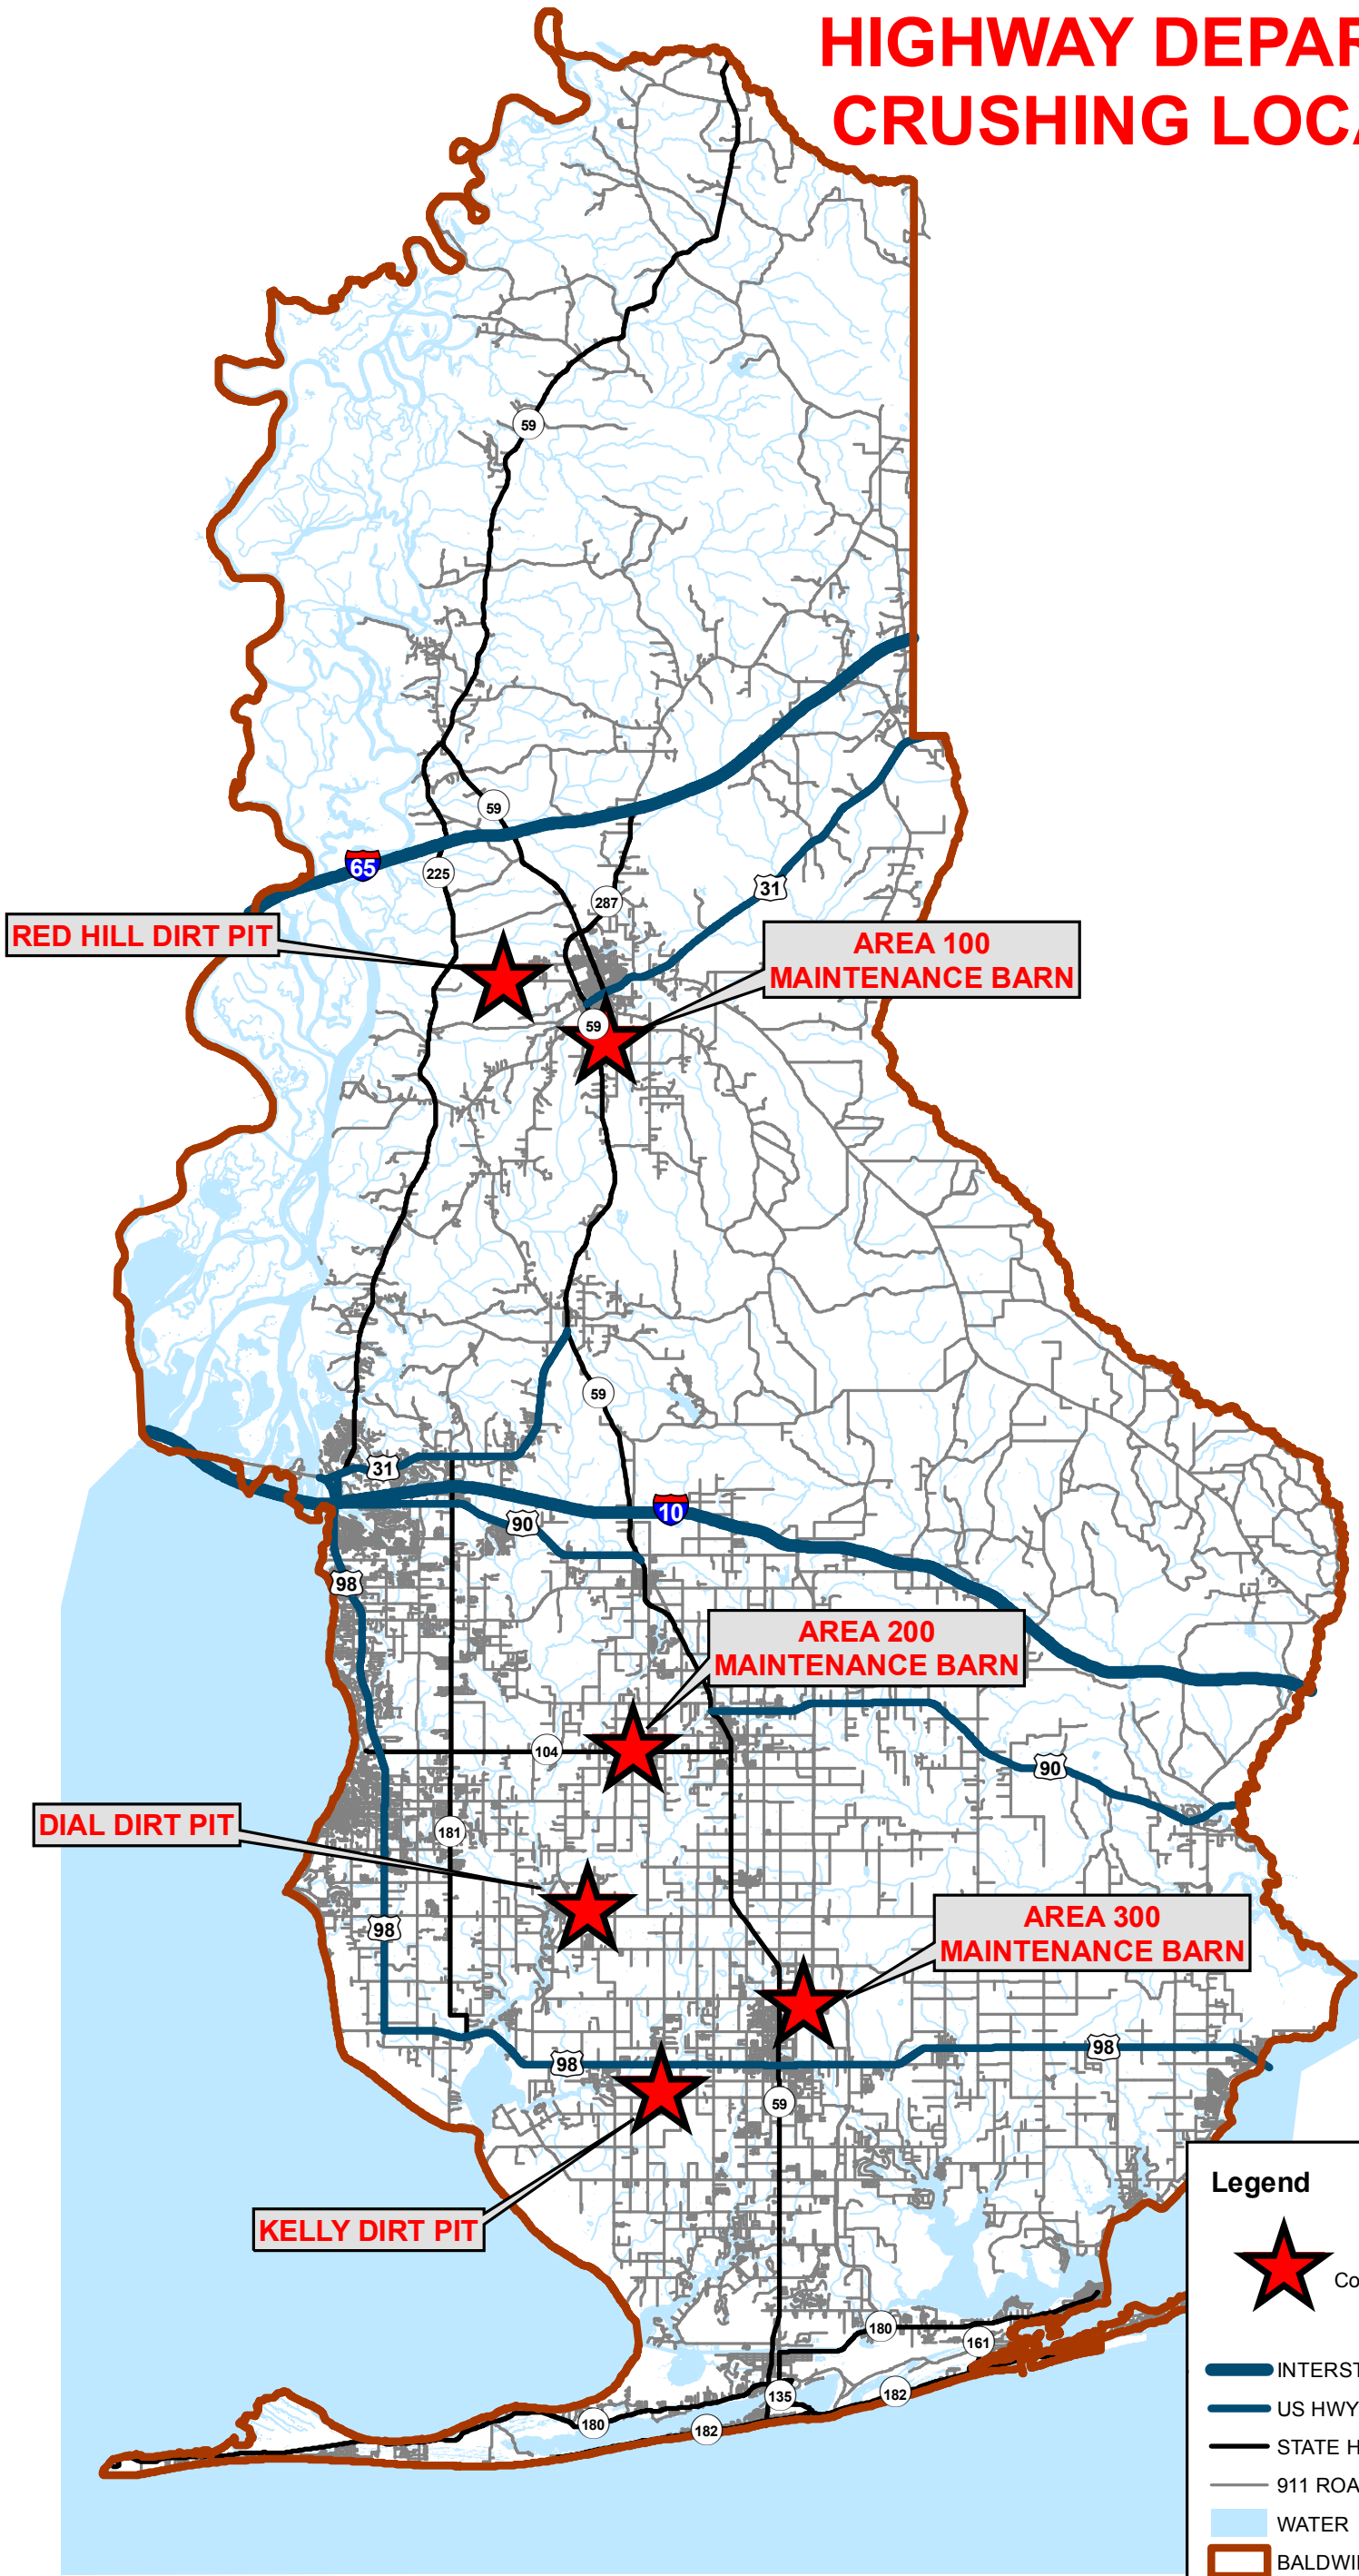 HIGHWAY DEPAR
CRUSHING LOCA
59
59
65
225
287
31
RED HILL DIRT PIT
AREA 100
MAINTENANCE BARN
59
59
31
10
90
98
AREA 200
MAINTENANCE BARN
104
90
DIAL DIRT PIT
181
98
AREA 300
MAINTENANCE BARN
98
98
59
KELLY DIRT PIT
180
161
135
182
180
182
Legend
Co
INTERST
US HWY
STATE H
911 ROA
WATER
BALDWI